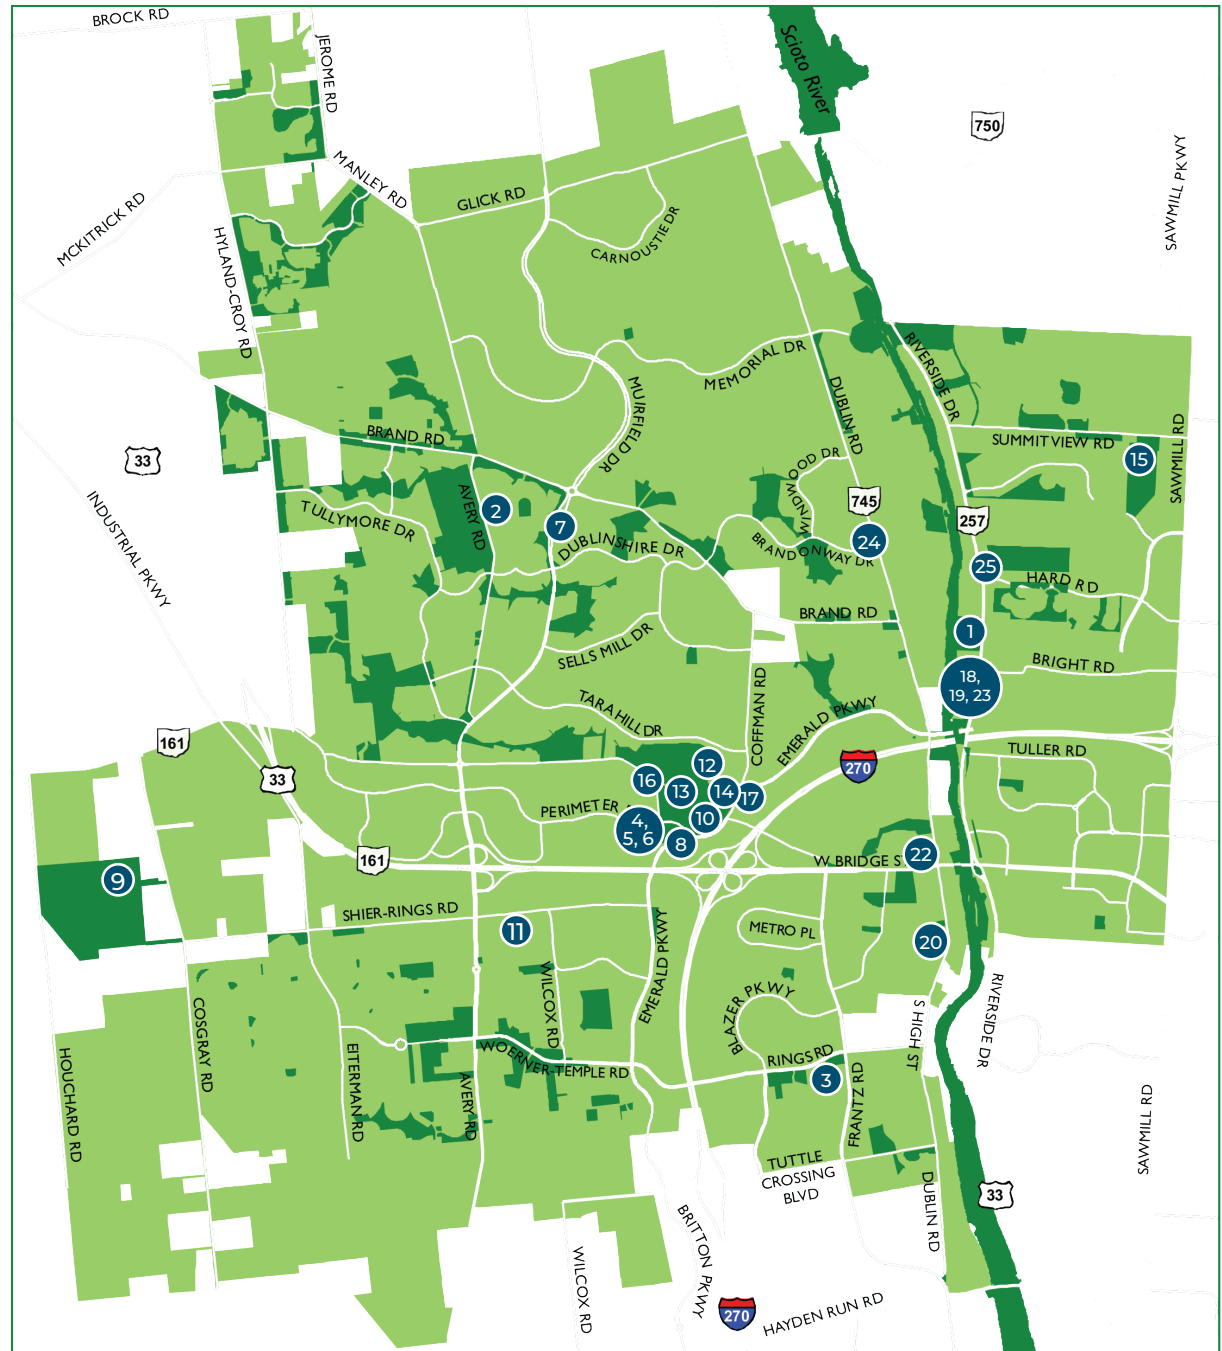 BROCK RD
JEROME RD
Scioto River
750
MANLEY RD
SAWMILL PKWY
MCKITRICK RD
GLICK RD
CARNOUSTIE DR
HYLAND-CROY RD
RIVERSIDE DR
MEMORIAL DR
MUIRFIELD DR
DUBLIN RD
BRAND RD
SUMMITVIEW RD
SAWMILL RD
33
15
WYNDWOOD DR
INDUSTRIAL PKWY
TULLYMORE DR
AVERY RD
2
7
745
257
DUBLINSHIRE DR
BRANDONWAY DR
24
25
HARD RD
BRAND RD
1
SELLS MILL DR
BRIGHT RD
18,
19, 23
COFFMAN RD
TARA HILL DR
EMERALD PKWY
161
TULLER RD
270
33
12
16
13
14
17
PERIMETER
4,
5, 6
10
8
161
W BRIDGE S
22
9
SHIER-RINGS RD
11
METRO PL
20
EMERALD PKWY
WILCOX RD
BLAZER PKWY
RIVERSIDE DR
COSGRAY RD
S HIGH ST
HOUCHARD RD
EITERMAN RD
WOERNER-TEMPLE RD
RINGS RD
3
AVERY RD
FRANTZ RD
SAWMILL RD
TUTTLE
CROSSING
BLVD
DUBLIN RD
33
BRITTON PKWY
WILCOX RD
270
HAYDEN RUN RD